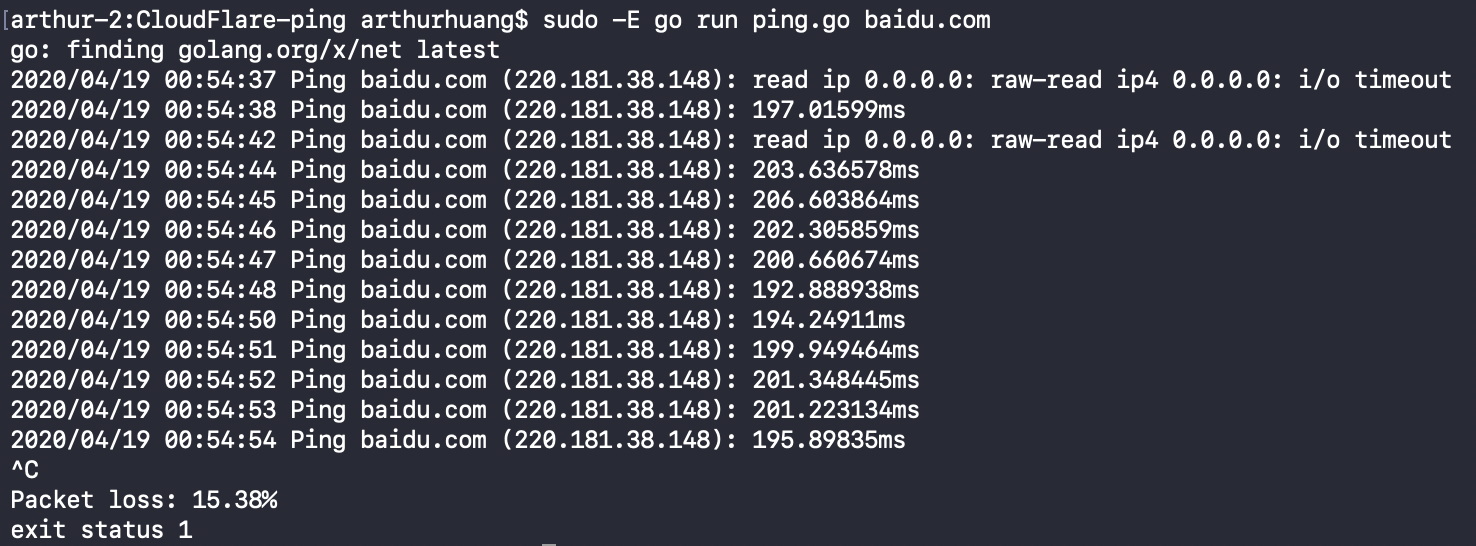 [arthur-2:CloudFlare-ping arthurhuang$ sudo -E go run ping.go baidu.com
go: finding golang.org/x/net latest
2020/04/19 00:54:37 Ping baidu.com (220.181.38.148): read ip 0.0.0.0: raw-read ip4 0.0.0.0: i/o timeout
2020/04/19 00:54:38 Ping baidu.com (220.181.38.148): 197.01599ms
2020/04/19 00:54:42 Ping baidu.com (220.181.38.148): read ip 0.0.0.0: raw-read ip4 0.0.0.0: i/o timeout
2020/04/19 00:54:44 Ping baidu.com (220.181.38.148): 203.636578ms
2020/04/19 00:54:45 Ping baidu.com (220.181.38.148): 206.603864ms
2020/04/19 00:54:46 Ping baidu.com (220.181.38.148): 202.305859ms
2020/04/19 00:54:47 Ping baidu.com (220.181.38.148): 200.660674ms
2020/04/19 00:54:48 Ping baidu.com (220.181.38.148): 192.888938ms
2020/04/19 00:54:50 Ping baidu.com (220.181.38.148): 194.24911ms
2020/04/19 00:54:51 Ping baidu.com (220.181.38.148): 199.949464ms
2020/04/19 00:54:52 Ping baidu.com (220.181.38.148): 201.348445ms
2020/04/19 00:54:53 Ping baidu.com (220.181.38.148): 201.223134ms
2020/04/19 00:54:54 Ping baidu.com (220.181.38.148): 195.89835ms
^C
Packet loss: 15.38%
exit status 1